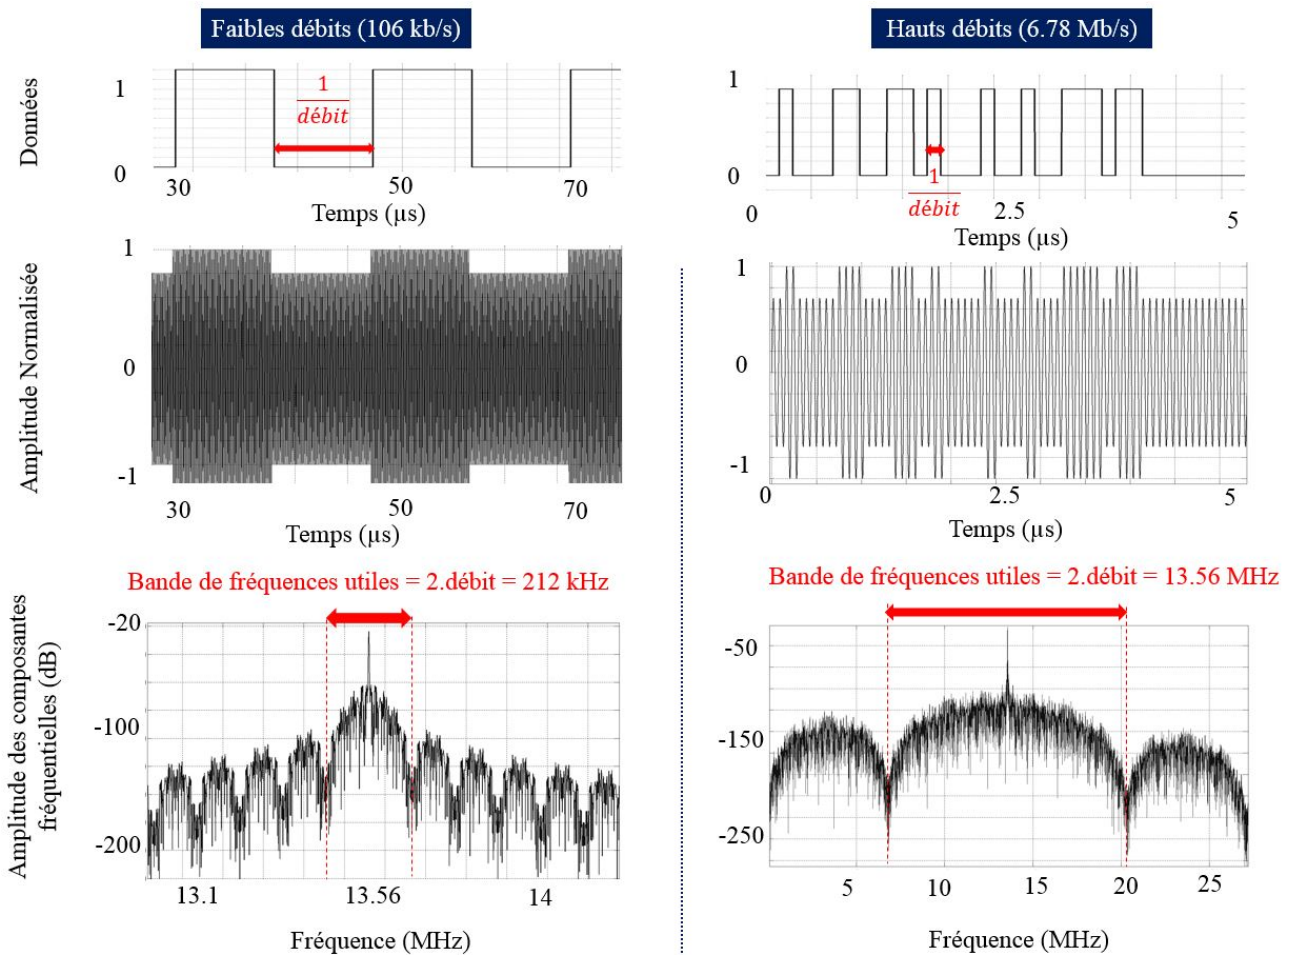 Faibles débits (106 kb/s)
Données
1
0
1
débit
30
50
70
Temps (µs)
Amplitude Normalisée
1
0
-1
30
50
70
Temps (µs)
Bande de fréquences utiles = 2.débit = 212 kHz
Amplitude des composantes
fréquentielles (dB)
-20
-100
-200
13.1
13.56
14
Fréquence (MHz)
Hauts débits (6.78 Mb/s)
1
0
1
débit
0
2.5
5
Temps (µs)
1
0
-1
0
2.5
5
Temps (µs)
Bande de fréquences utiles = 2.débit = 13.56 MHz
-50
-150
-250
5
10
15
20
25
Fréquence (MHz)